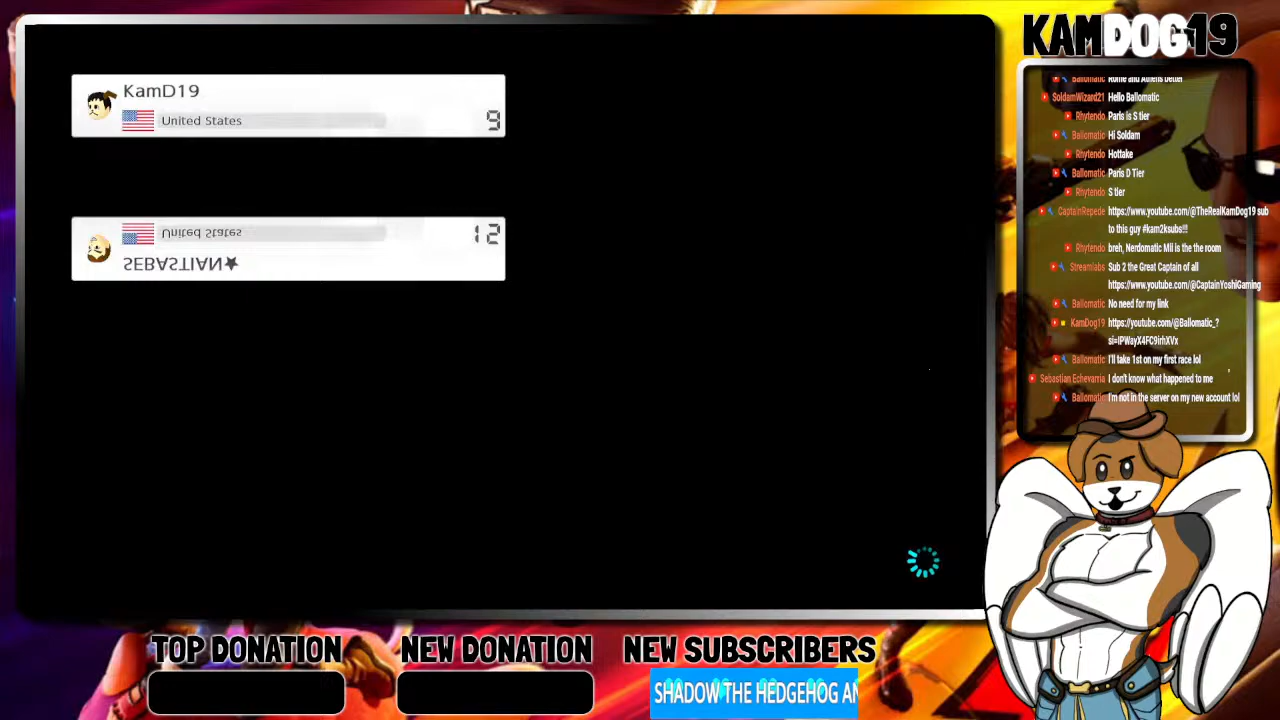 KAMDOG19
KamD19
United States
9
United States
12
SEBASTIAN★
Ballomatic Rome and Athens better
SoldamWizard21 Hello Ballomatic
Rhytendo Paris is S tier
Ballomatic Hi Soldam
Rhytendo Hottake
Ballomatic Paris D Tier
Rhytendo S tier
CaptainRepede https://www.youtube.com/@TheRealKamDog19 sub
to this guy #kam2ksubs!!!
Rhytendo breh, Nerdomatic Mii is the the room
Streamlabs Sub 2 the Great Captain of all
https://www.youtube.com/@CaptainYoshiGaming
Ballomatic No need for my link
KamDog19 https://youtube.com/@Ballomatic_?
si=IPWayX4FC9irhXVx
Ballomatic I'll take 1st on my first race lol
Sebastian Echevarria I don't know what happened to me
Ballomatic I'm not in the server on my new account lol
TOP DONATION
NEW DONATION
NEW SUBSCRIBERS
SHADOW THE HEDGEHOG AN